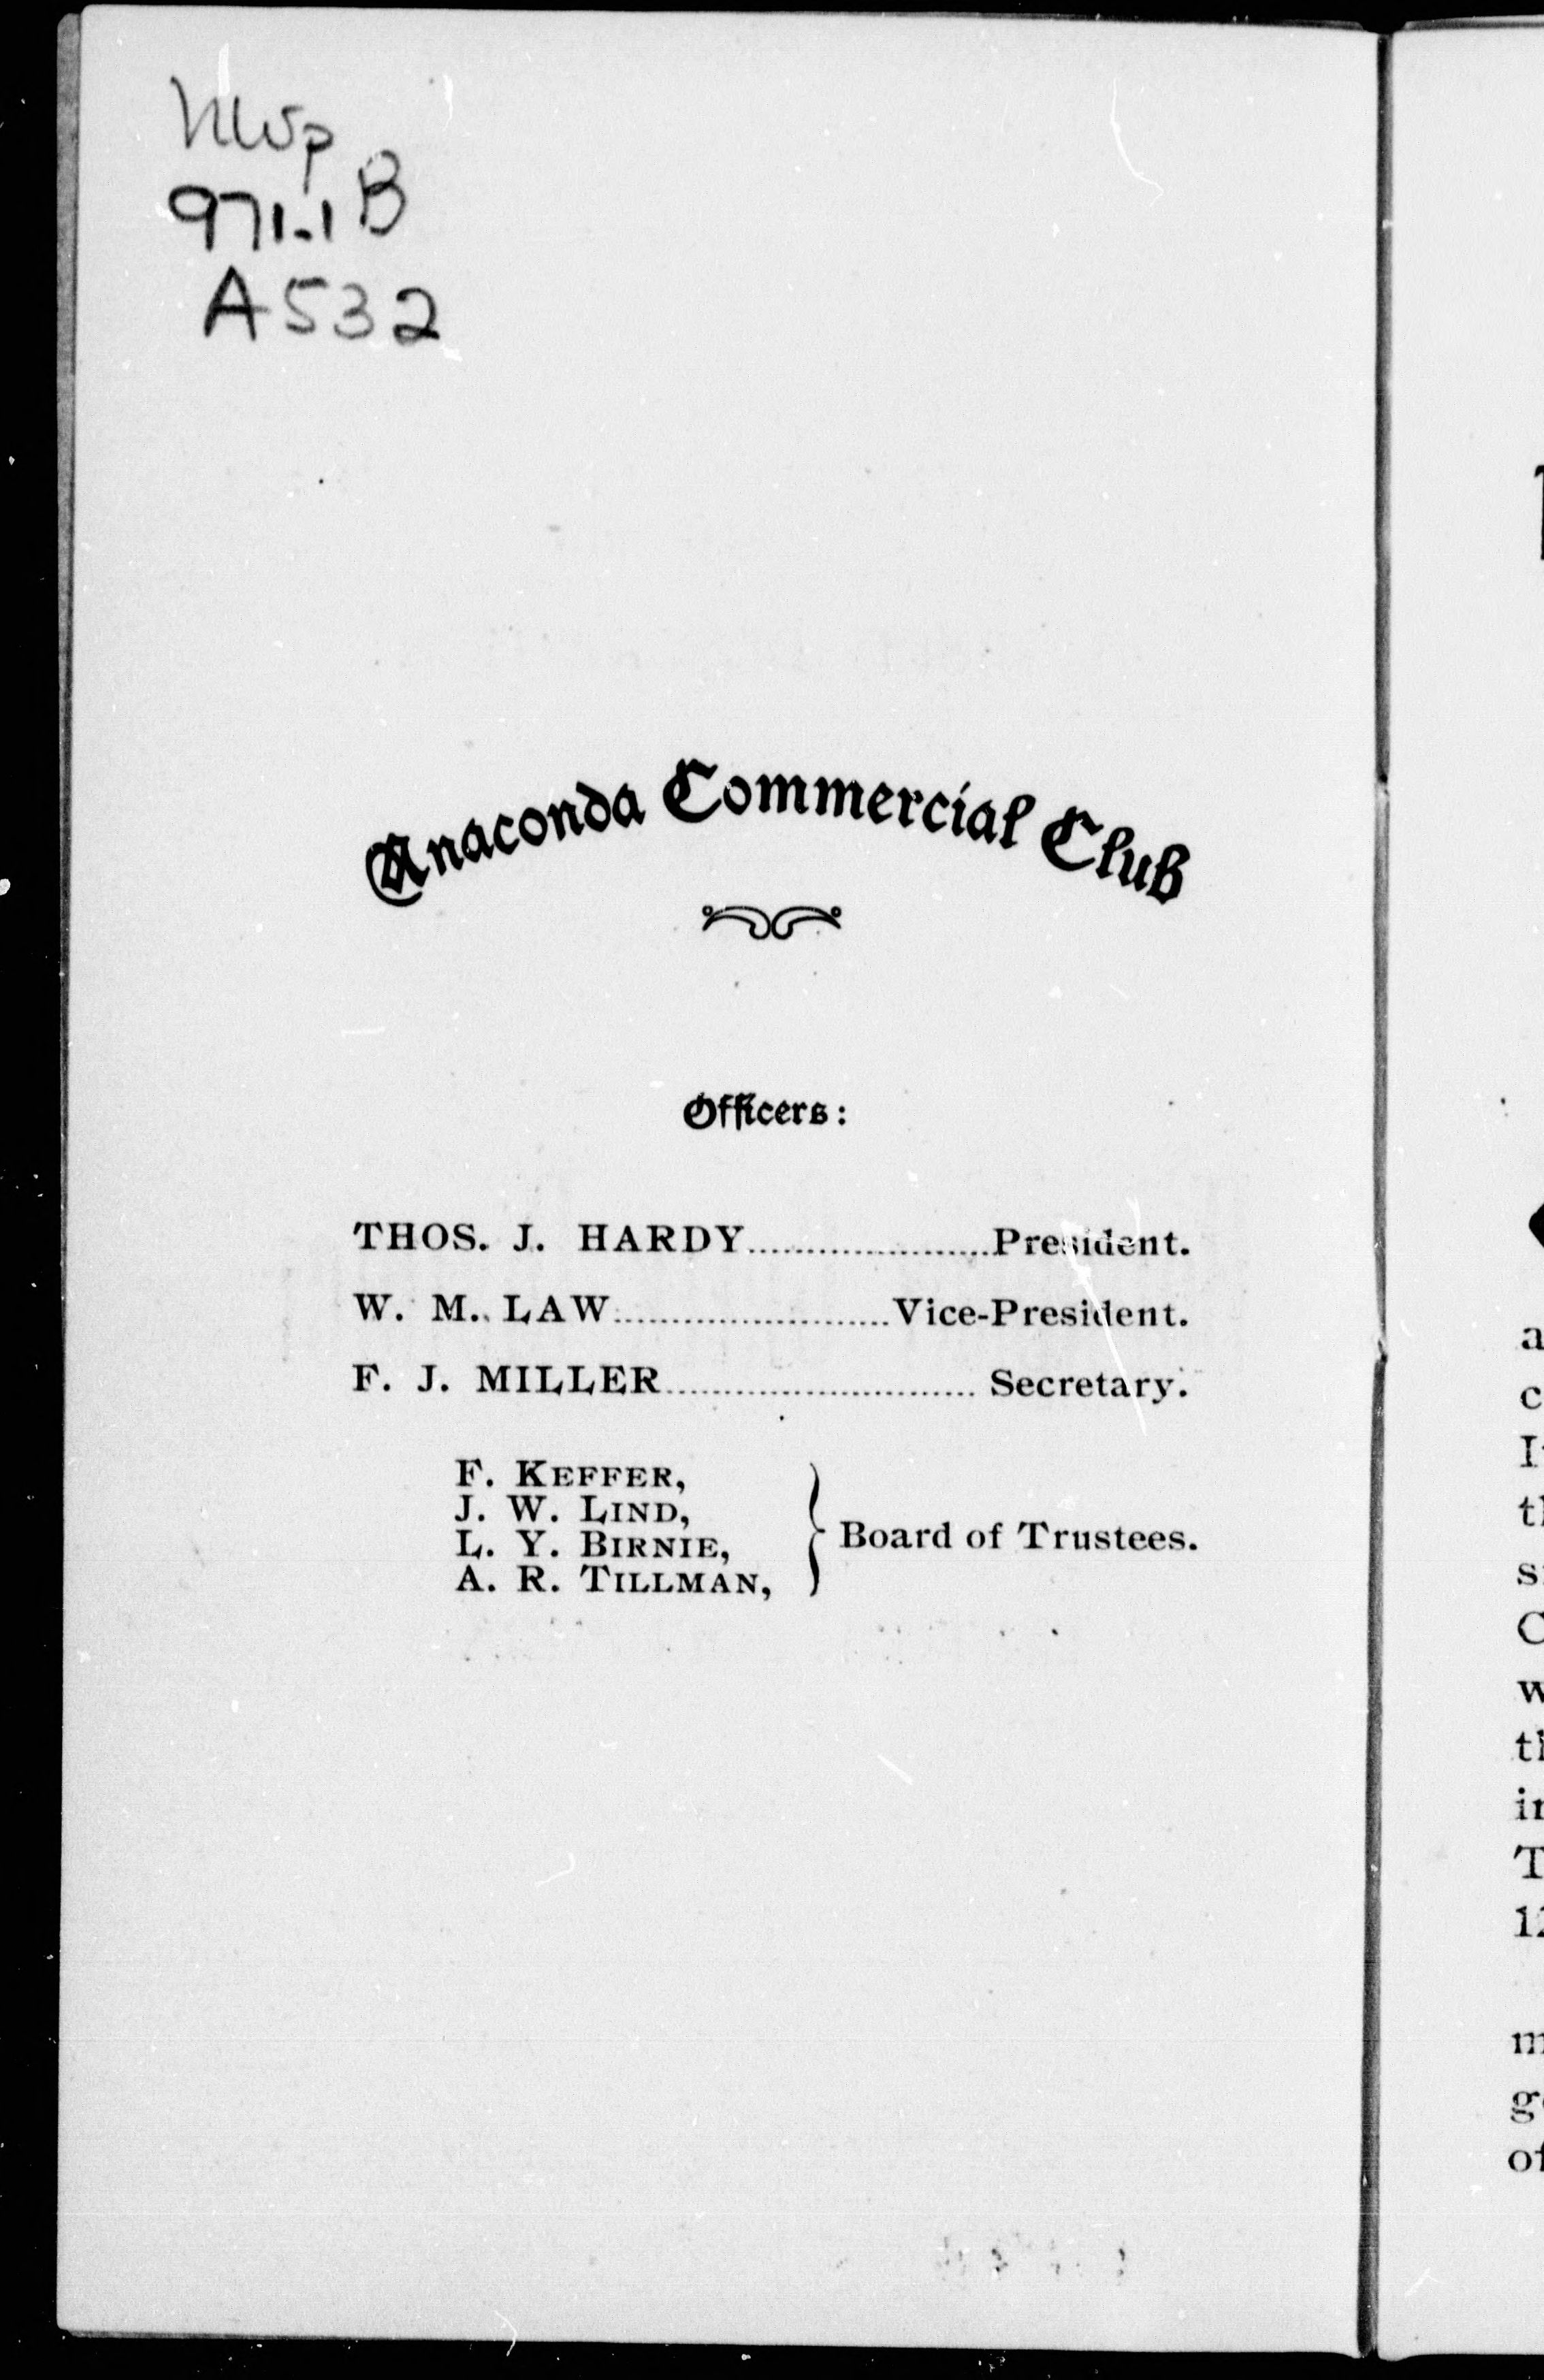 NWp
971.1B
A532
Anaconda Commercial Club
Officers:
THOS. J. HARDY......................President.
W. M. LAW........................Vice-President.
F. J. MILLER........................... Secretary.
F. KEFFER,
J. W. LIND,
L. Y. BIRNIE,
A. R. TILLMAN,
} Board of Trustees.